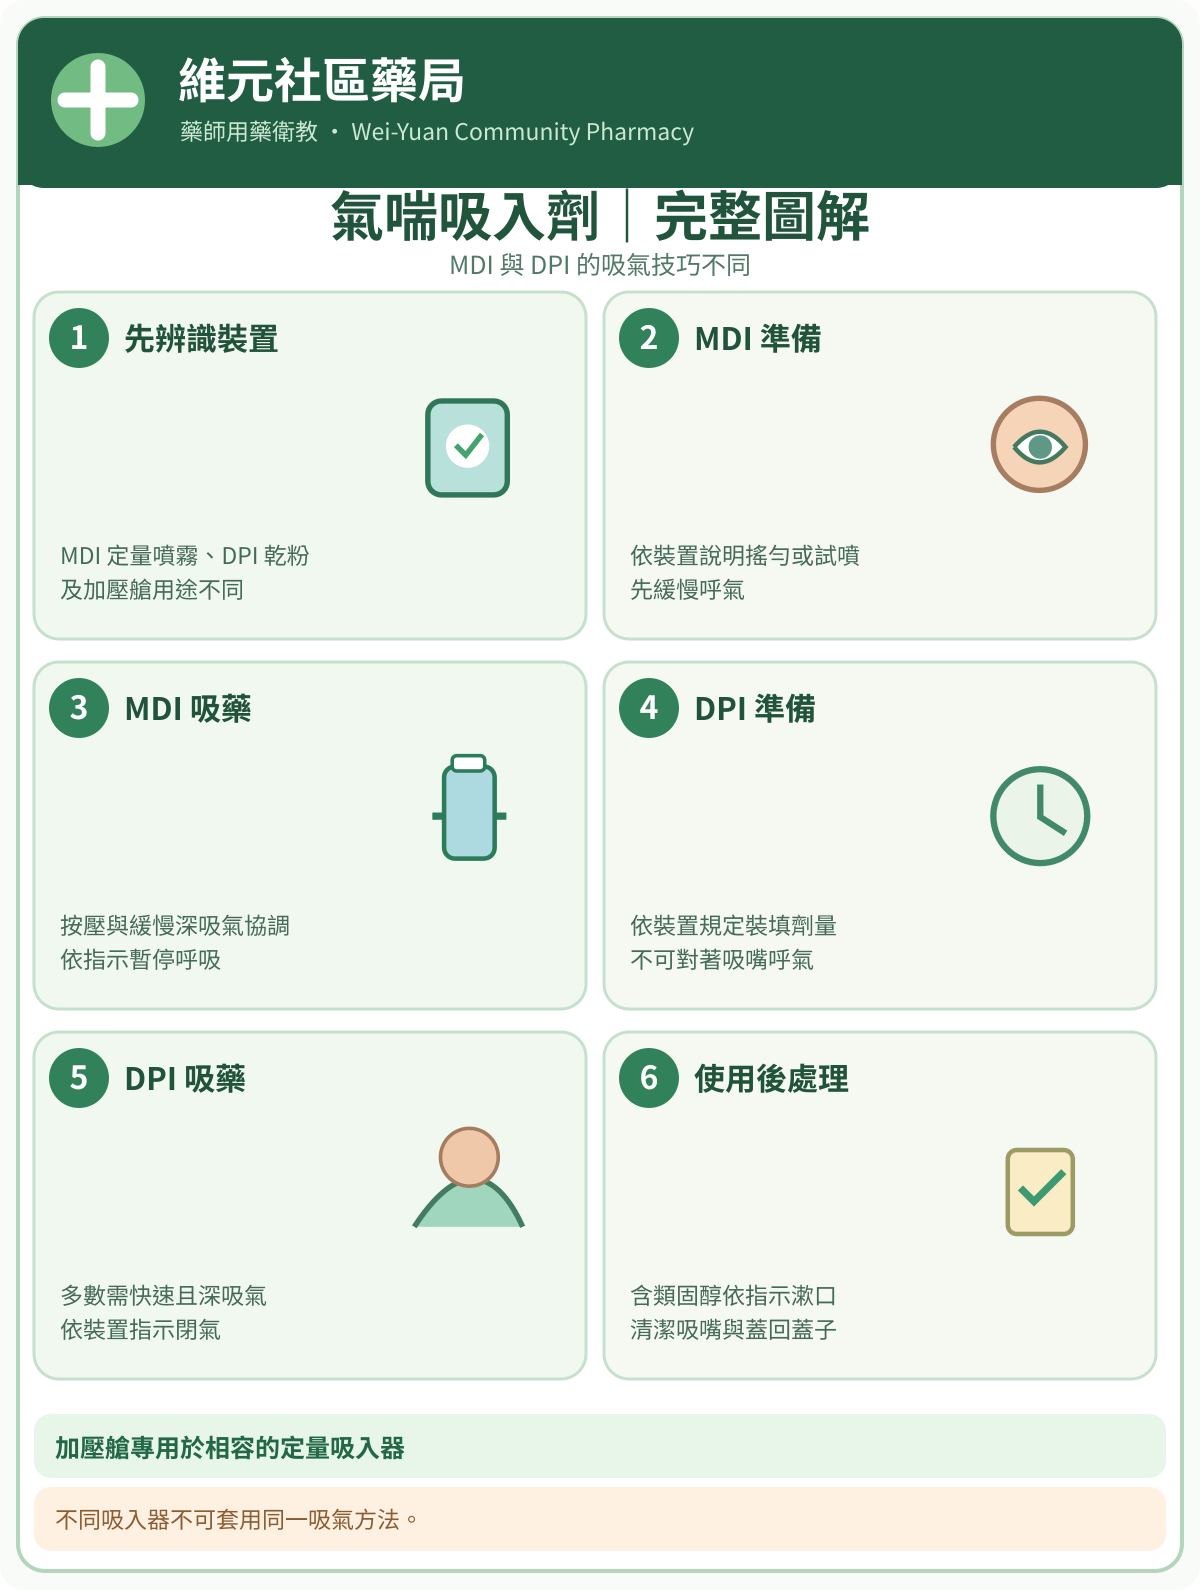 維元社區藥局
藥師用藥衛教 · Wei-Yuan Community Pharmacy
氣喘吸入劑｜完整圖解
MDI 與 DPI 的吸氣技巧不同
1 先辨識裝置
MDI 定量噴霧、DPI 乾粉
及加壓艙用途不同
2 MDI 準備
依裝置說明搖勻或試噴
先緩慢呼氣
3 MDI 吸藥
按壓與緩慢深吸氣協調
依指示暫停呼吸
4 DPI 準備
依裝置規定裝填劑量
不可對著吸嘴呼氣
5 DPI 吸藥
多數需快速且深吸氣
依裝置指示閉氣
6 使用後處理
含類固醇依指示漱口
清潔吸嘴與蓋回蓋子
加壓艙專用於相容的定量吸入器
不同吸入器不可套用同一吸氣方法。